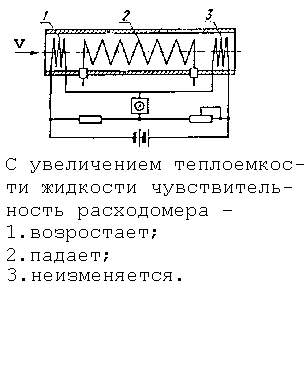 1 2 3
V
С увеличением теплоемкос-
ти жидкости чувствитель-
ность расходомера –
1.возростает;
2.падает;
3.неизменяется.